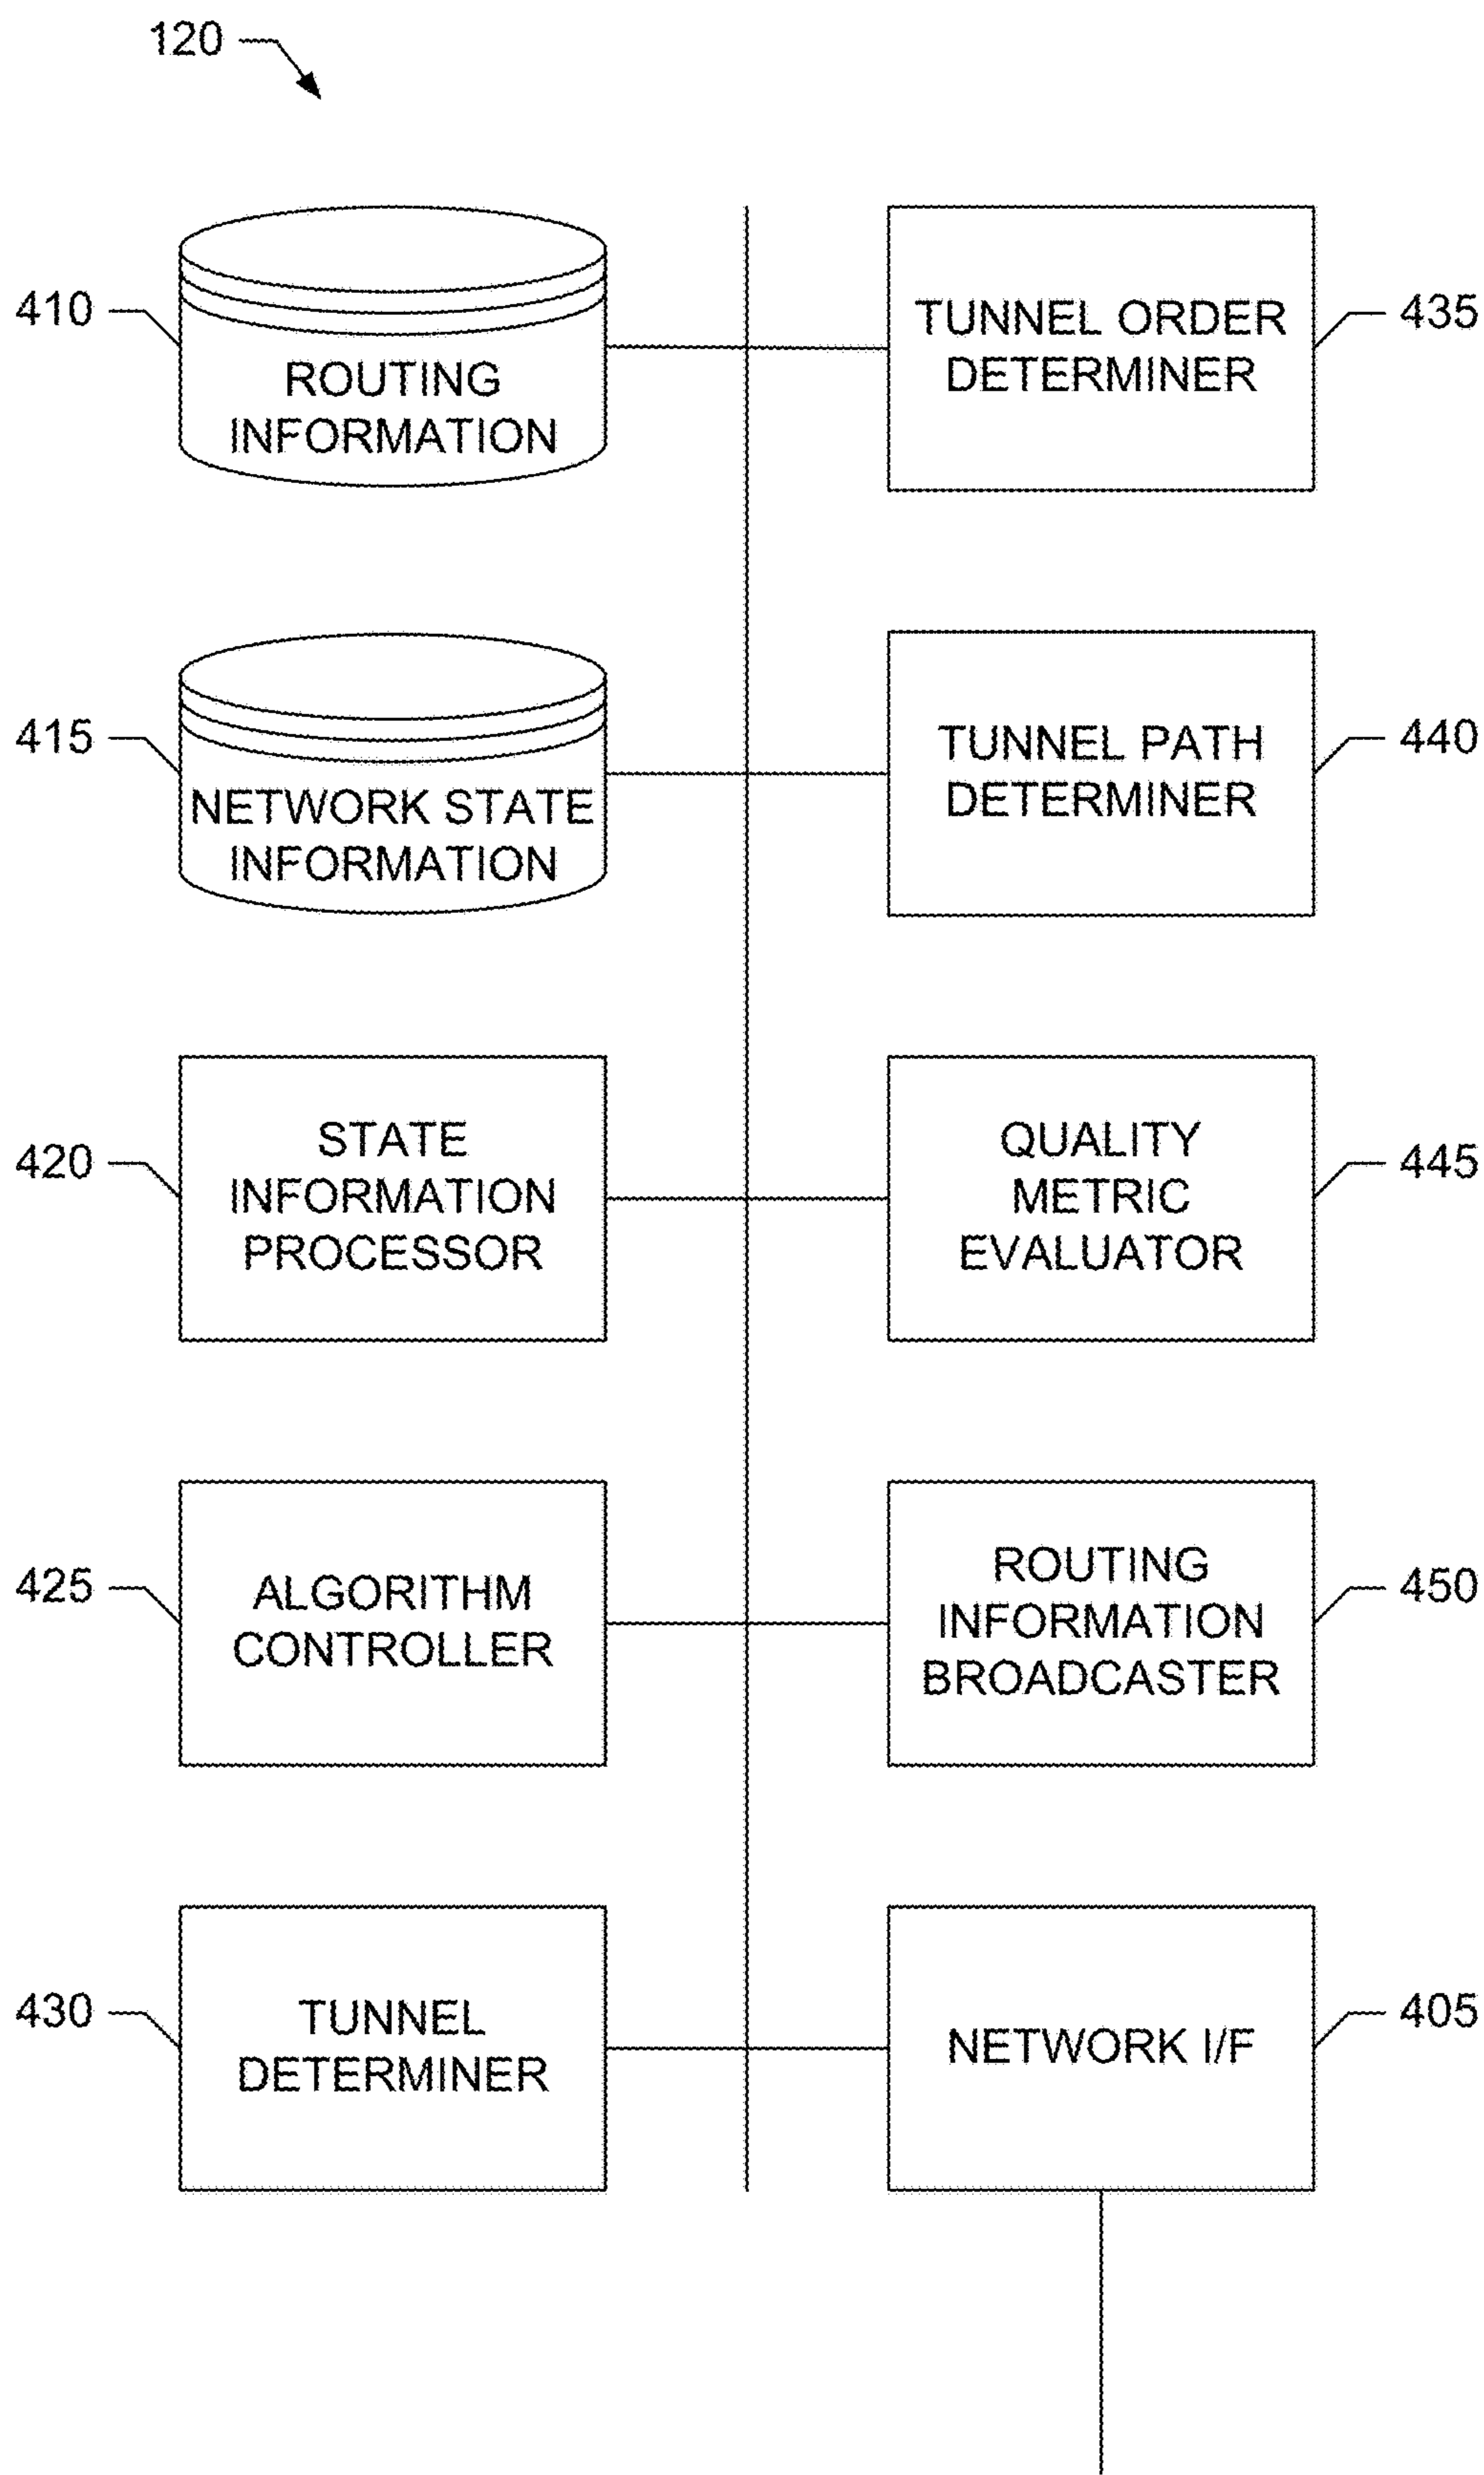 120
410
ROUTING
INFORMATION
TUNNEL ORDER
DETERMINER
435
415
NETWORK STATE
INFORMATION
TUNNEL PATH
DETERMINER
440
420
STATE
INFORMATION
PROCESSOR
QUALITY
METRIC
EVALUATOR
445
425
ALGORITHM
CONTROLLER
ROUTING
INFORMATION
BROADCASTER
450
430
TUNNEL
DETERMINER
NETWORK I/F
405